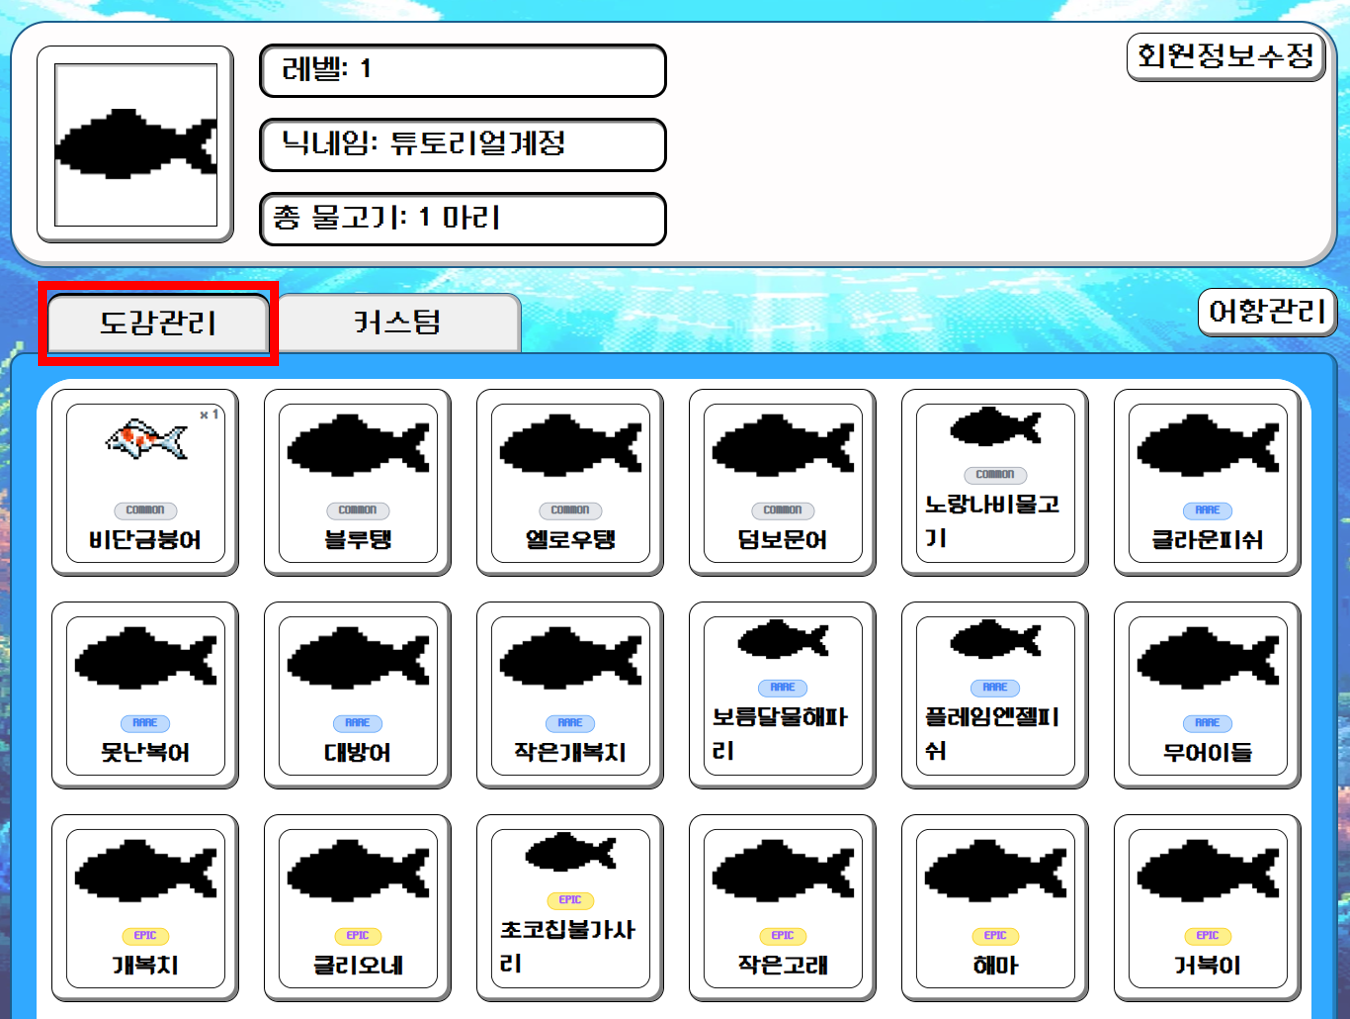 레벨: 1
회원정보수정
닉네임: 튜토리얼계정
총 물고기: 1 마리
도감관리
커스텀
어항관리
x 1
COMMON
비단금붕어
COMMON
블루탱
COMMON
옐로우탱
COMMON
덤보문어
COMMON
노랑나비물고
기
RARE
클라운피쉬
RARE
못난복어
RARE
대방어
RARE
작은개복치
RARE
보름달물해파
리
RARE
플레임엔젤피
쉬
RARE
무어이들
EPIC
개복치
EPIC
클리오네
EPIC
초코칩불가사
리
EPIC
작은고래
EPIC
해마
EPIC
거북이